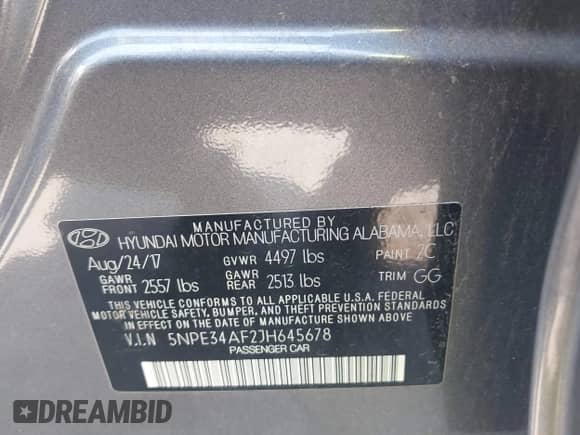 MANUFACTURED BY
HYUNDAI MOTOR MANUFACTURING ALABAMA, LLC
Aug/24/17 GVWR 4497 lbs PAINT 2C
GAWR FRONT 2557 lbs GAWR REAR 2513 lbs TRIM GG
THIS VEHICLE CONFORMS TO ALL APPLICABLE U.S.A. FEDERAL
MOTOR VEHICLE SAFETY, BUMPER, AND THEFT PREVENTION STANDARDS
IN EFFECT ON THE DATE OF MANUFACTURE SHOWN ABOVE.
V.I.N 5NPE34AF2JH645678
PASSENGER CAR
DREAMBID